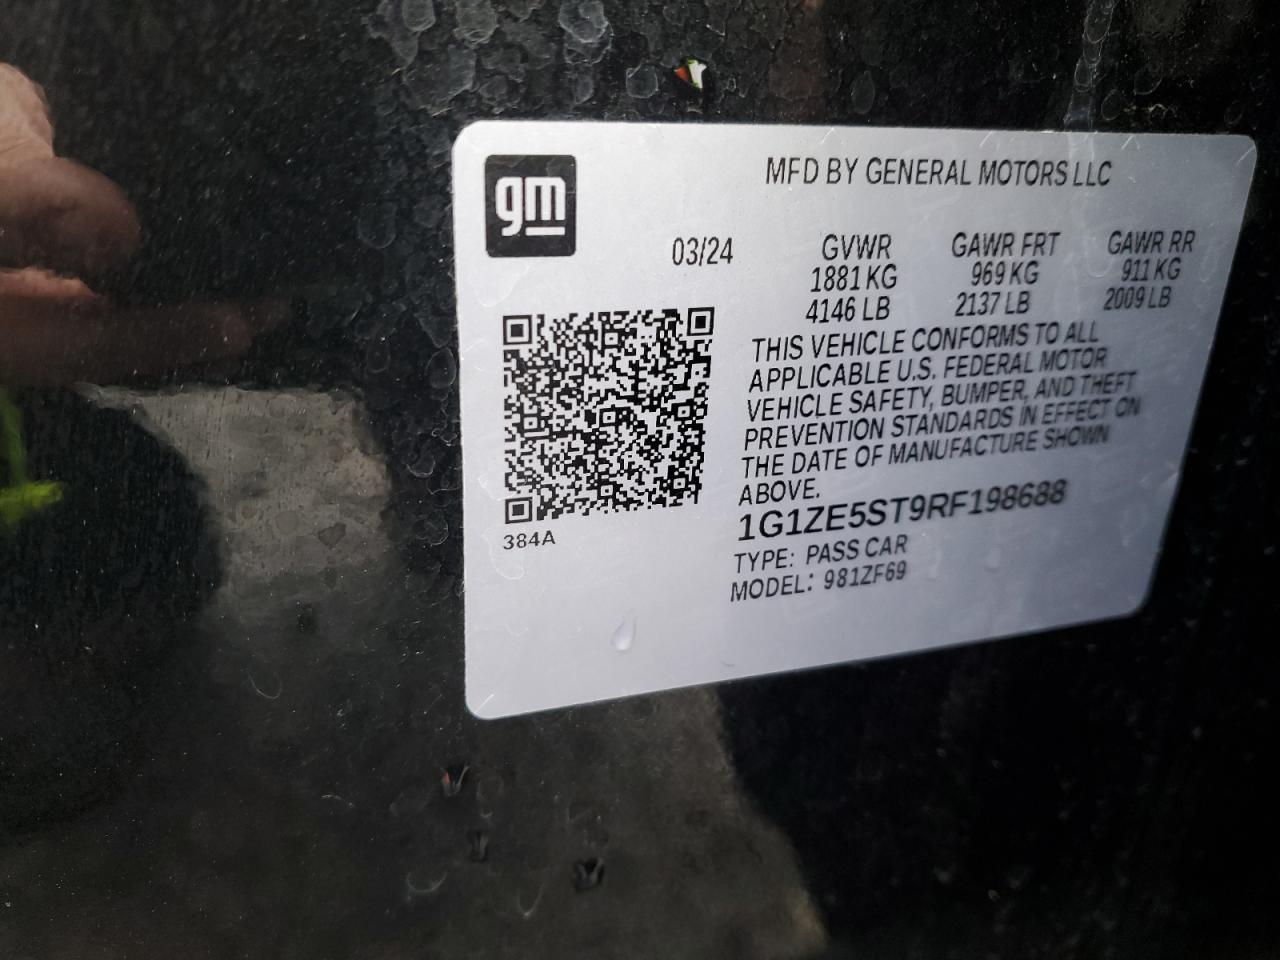 gm
MFD BY GENERAL MOTORS LLC
03/24 GVWR GAWR FRT GAWR RR
1881 KG 969 KG 911 KG
4146 LB 2137 LB 2009 LB
THIS VEHICLE CONFORMS TO ALL
APPLICABLE U.S. FEDERAL MOTOR
VEHICLE SAFETY, BUMPER, AND THEFT
PREVENTION STANDARDS IN EFFECT ON
THE DATE OF MANUFACTURE SHOWN
ABOVE.
1G1ZE5ST9RF198688
TYPE: PASS CAR
MODEL: 981ZF69
384A